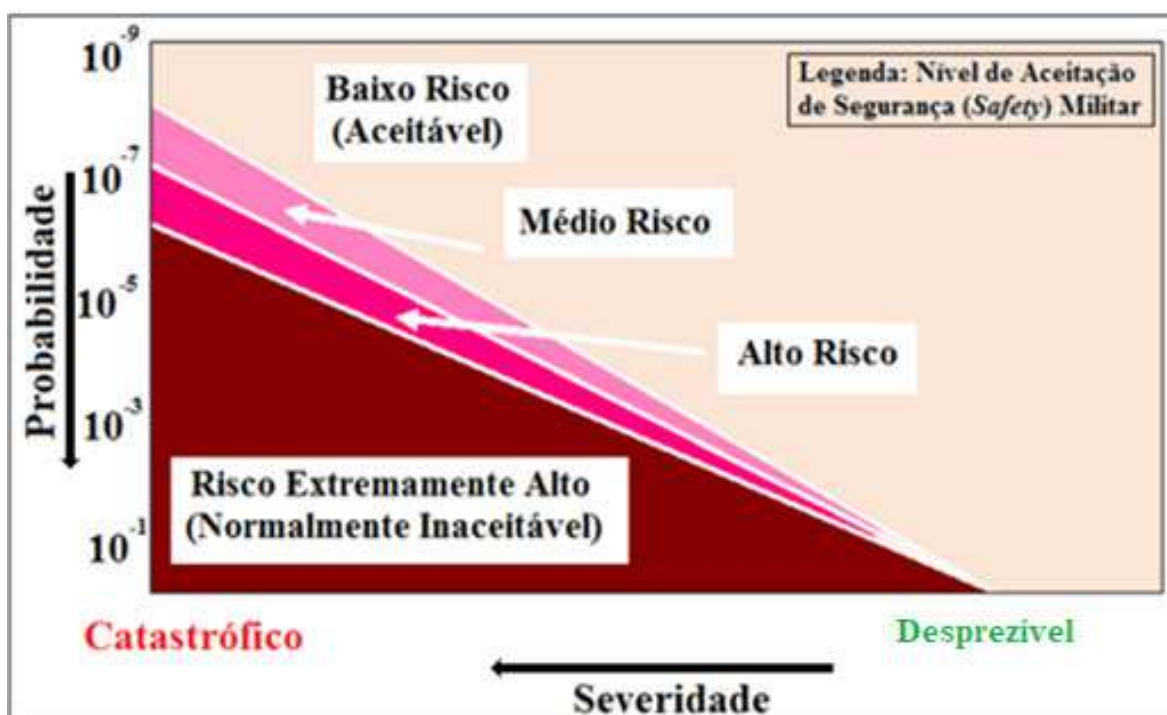 10^-9
Baixo Risco
(Aceitável)
Legenda: Nível de Aceitação
de Segurança (Safety) Militar
10^-7
Médio Risco
Probabilidade
10^-5
Alto Risco
10^-3
Risco Extremamente Alto
(Normalmente Inaceitável)
10^-1
Catastrófico
Desprezível
Severidade